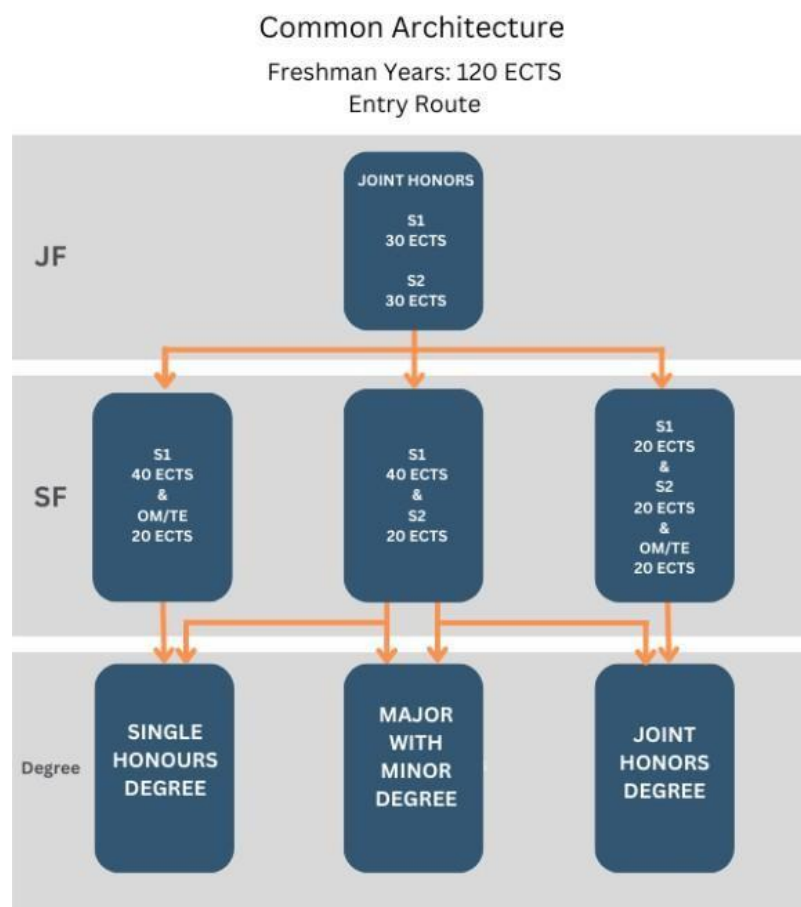 Common Architecture
Freshman Years: 120 ECTS
Entry Route
JF
JOINT HONORS
S1
30 ECTS
S2
30 ECTS
SF
S1
40 ECTS
&
OM/TE
20 ECTS
S1
40 ECTS
&
S2
20 ECTS
S1
20 ECTS
&
S2
20 ECTS
&
OM/TE
20 ECTS
Degree
SINGLE
HONOURS
DEGREE
MAJOR
WITH
MINOR
DEGREE
JOINT
HONORS
DEGREE